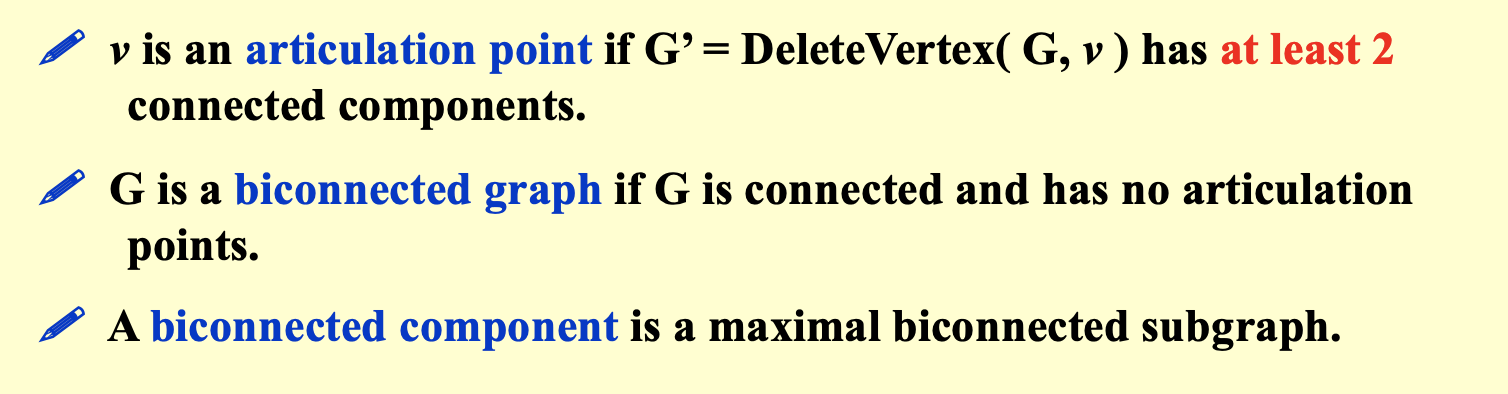 v is an articulation point if G’ = DeleteVertex( G, v ) has at least 2
connected components.
G is a biconnected graph if G is connected and has no articulation
points.
A biconnected component is a maximal biconnected subgraph.